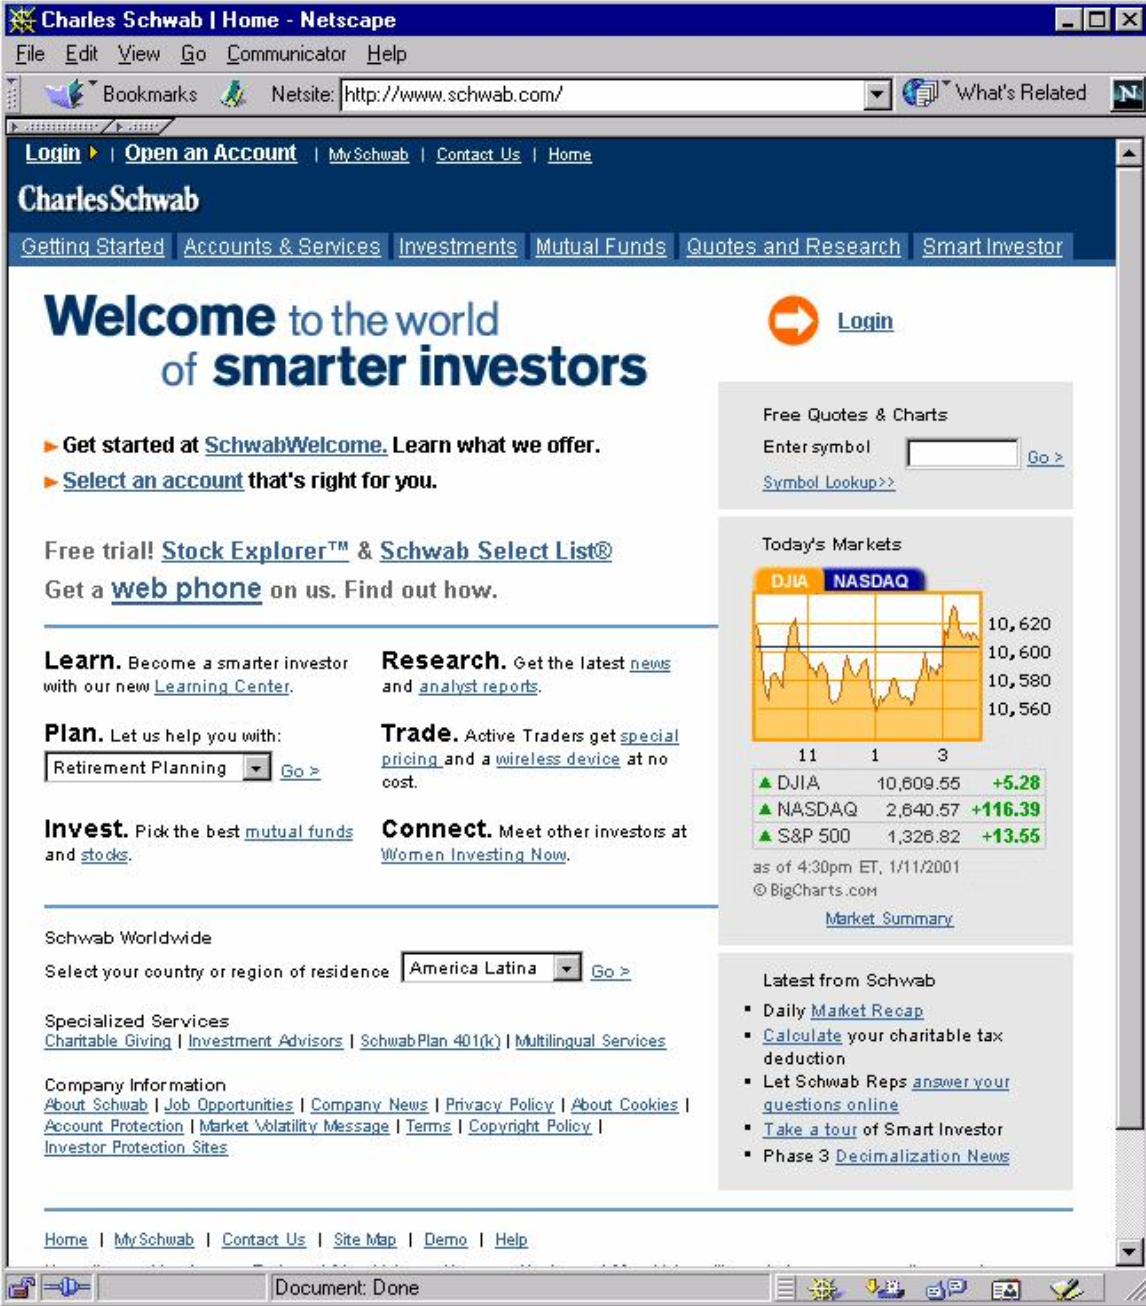 Charles Schwab | Home - Netscape
File Edit View Go Communicator Help
Bookmarks Netsite: http://www.schwab.com/ What's Related N
Login | Open an Account | MySchwab | Contact Us | Home
CharlesSchwab
Getting Started Accounts & Services Investments Mutual Funds Quotes and Research Smart Investor
Welcome to the world
of smarter investors
Get started at SchwabWelcome. Learn what we offer.
Select an account that's right for you.
Free trial! Stock Explorer™ & Schwab Select List®
Get a web phone on us. Find out how.
Learn. Become a smarter investor
with our new Learning Center.
Research. Get the latest news
and analyst reports.
Plan. Let us help you with:
Retirement Planning Go >
Trade. Active Traders get special
pricing and a wireless device at no
cost.
Invest. Pick the best mutual funds
and stocks.
Connect. Meet other investors at
Women Investing Now.
Schwab Worldwide
Select your country or region of residence America Latina Go >
Specialized Services
Charitable Giving | Investment Advisors | SchwabPlan 401(k) | Multilingual Services
Company Information
About Schwab | Job Opportunities | Company News | Privacy Policy | About Cookies |
Account Protection | Market Volatility Message | Terms | Copyright Policy |
Investor Protection Sites
Login
Free Quotes & Charts
Enter symbol Go >
Symbol Lookup>>
Today's Markets
DJIA NASDAQ
10,620
10,600
10,580
10,560
11 1 3
DJIA 10,609.55 +5.28
NASDAQ 2,640.57 +116.39
S&P 500 1,326.82 +13.55
as of 4:30pm ET, 1/11/2001
© BigCharts.com
Market Summary
Latest from Schwab
▪ Daily Market Recap
▪ Calculate your charitable tax
deduction
▪ Let Schwab Reps answer your
questions online
▪ Take a tour of Smart Investor
▪ Phase 3 Decimalization News
Home | MySchwab | Contact Us | Site Map | Demo | Help
Document: Done